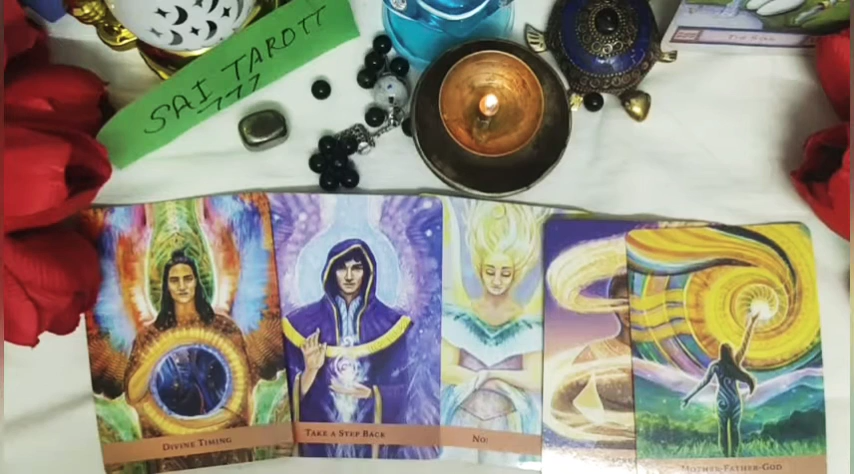 SAI TAROTT
777
DIVINE TIMING
TAKE A STEP BACK
NO!
MOTHER-FATHER-GOD